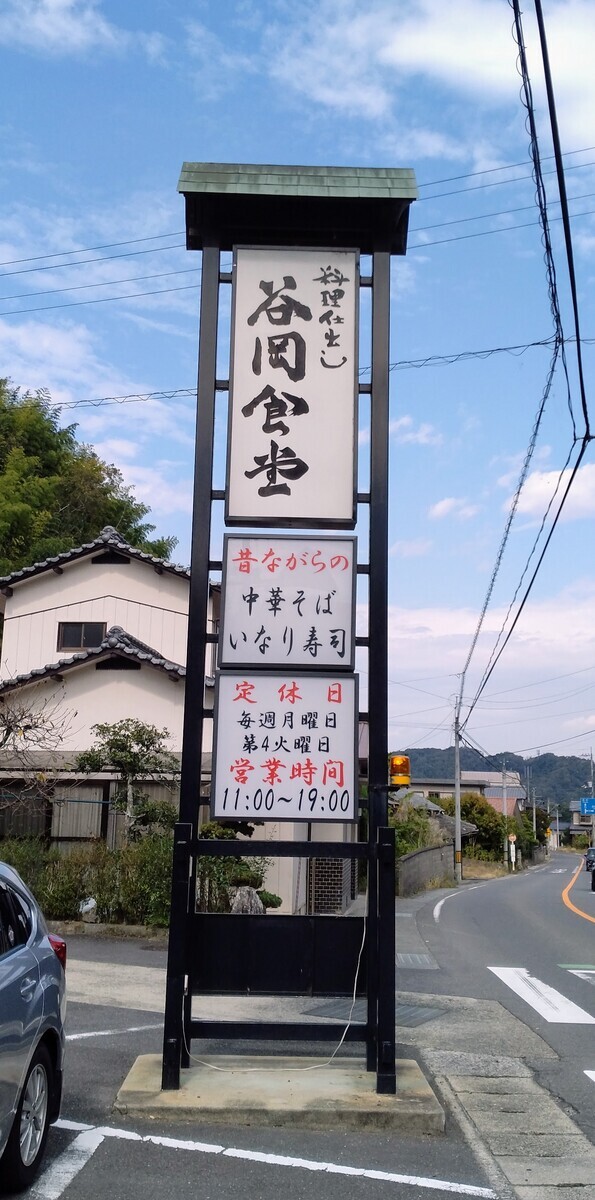 料理仕出し
谷岡食堂
昔ながらの
中華そば
いなり寿司
定休日
毎週月曜日
第4火曜日
営業時間
11:00～19:00